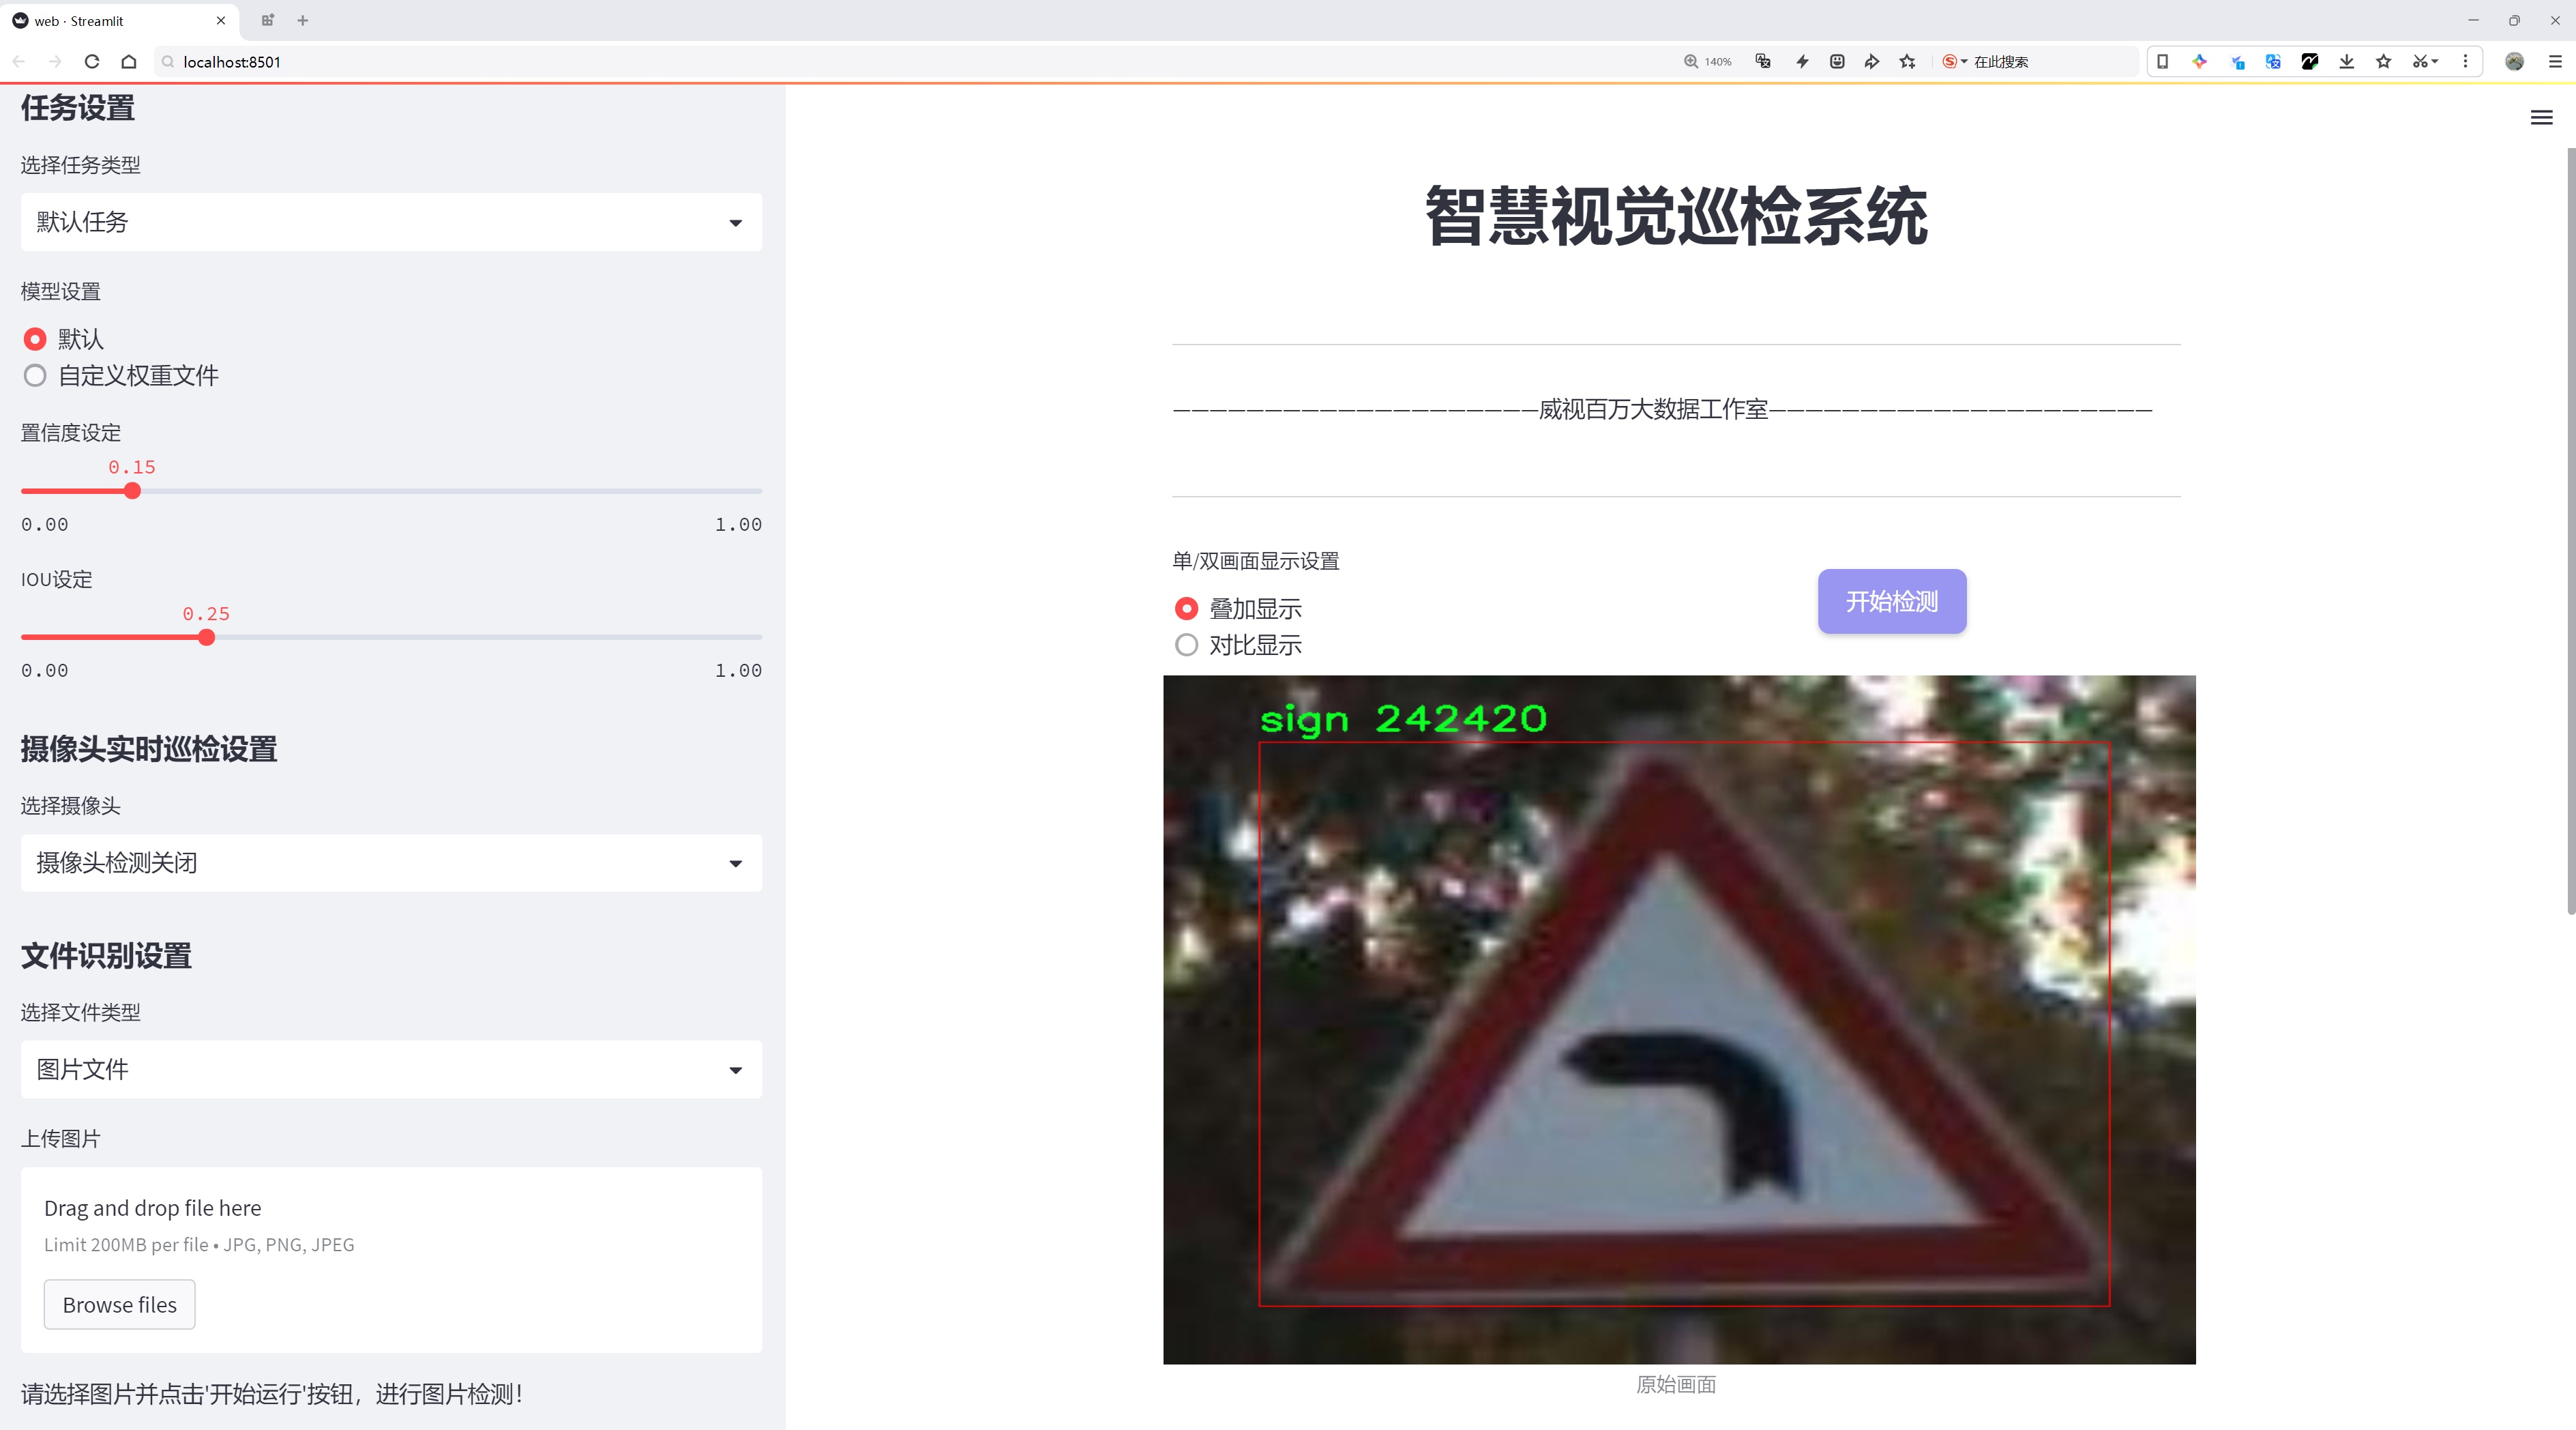 web · Streamlit
localhost:8501
140%
在此搜索
任务设置
选择任务类型
默认任务
模型设置
默认
自定义权重文件
置信度设定
0.15
0.00
1.00
IOU设定
0.25
0.00
1.00
摄像头实时巡检设置
选择摄像头
摄像头检测关闭
文件识别设置
选择文件类型
图片文件
上传图片
Drag and drop file here
Limit 200MB per file • JPG, PNG, JPEG
Browse files
请选择图片并点击'开始运行'按钮，进行图片检测！
智慧视觉巡检系统
————————————————————威视百万大数据工作室—————————————————————
单/双画面显示设置
叠加显示
对比显示
开始检测
sign 242420
原始画面